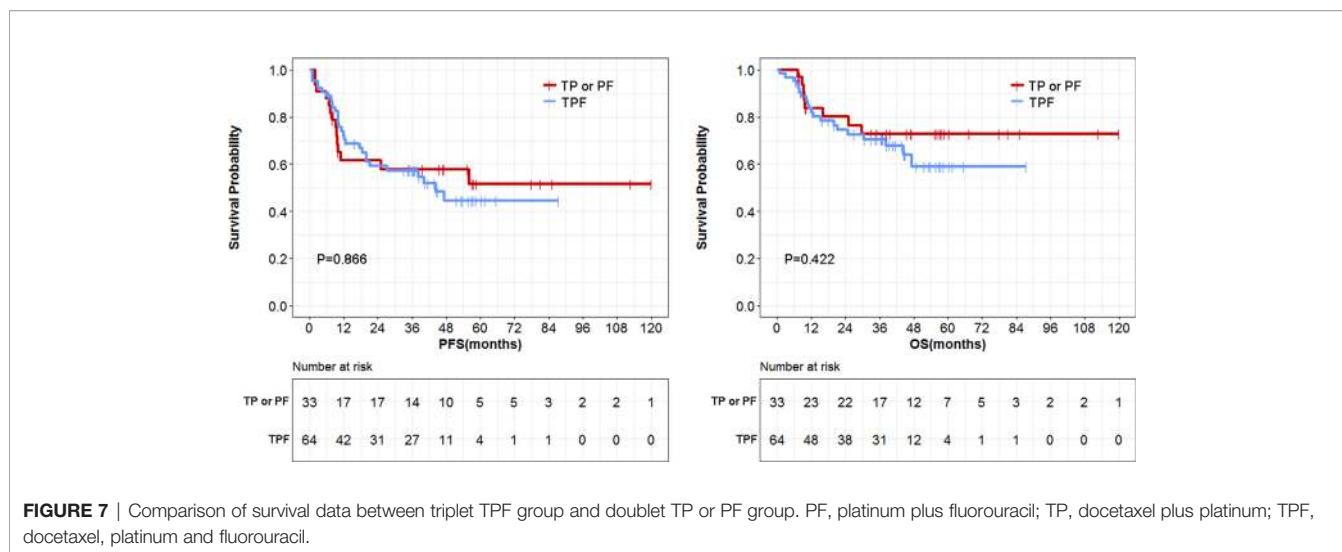 1.0
0.8
0.6
0.4
0.2
0.0
Survival Probability
TP or PF
TPF
P=0.866
0 12 24 36 48 60 72 84 96 108 120
PFS(months)
Number at risk
TP or PF 33 17 17 14 10 5 5 3 2 2 1
TPF 64 42 31 27 11 4 1 1 0 0 0
1.0
0.8
0.6
0.4
0.2
0.0
Survival Probability
TP or PF
TPF
P=0.422
0 12 24 36 48 60 72 84 96 108 120
OS(months)
Number at risk
TP or PF 33 23 22 17 12 7 5 3 2 2 1
TPF 64 48 38 31 12 4 1 1 0 0 0
FIGURE 7 | Comparison of survival data between triplet TPF group and doublet TP or PF group. PF, platinum plus fluorouracil; TP, docetaxel plus platinum; TPF,
docetaxel, platinum and fluorouracil.